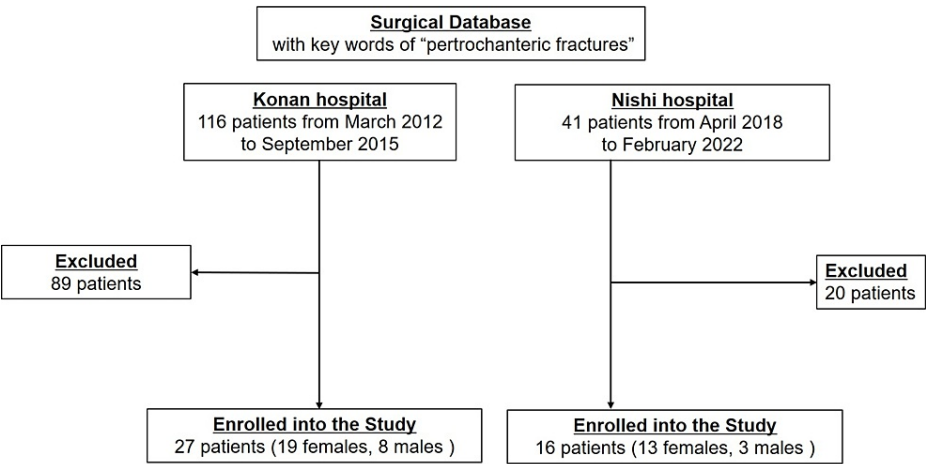 Surgical Database
with key words of “pertrochanteric fractures”
Konan hospital
116 patients from March 2012
to September 2015
Nishi hospital
41 patients from April 2018
to February 2022
Excluded
89 patients
Excluded
20 patients
Enrolled into the Study
27 patients (19 females, 8 males )
Enrolled into the Study
16 patients (13 females, 3 males )